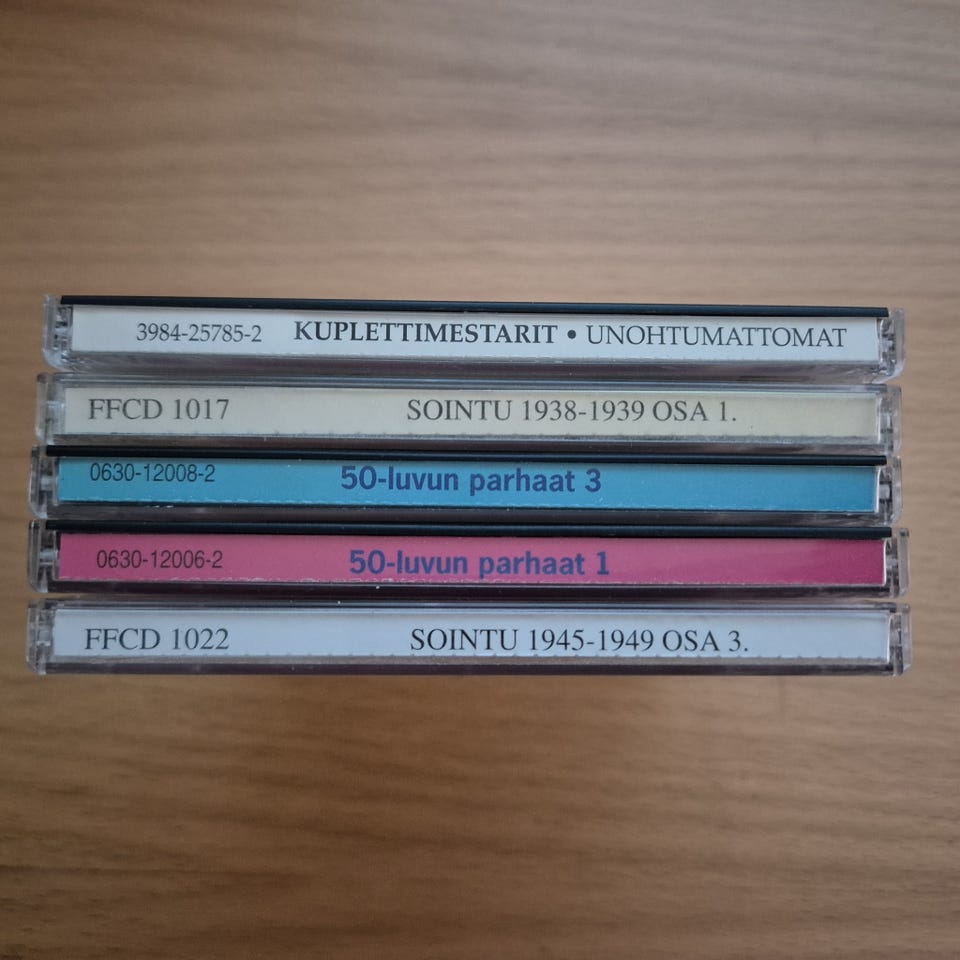 3984-25785-2 KUPLETTIMESTARIT • UNOHTUMATTOMAT
FFCD 1017 SOINTU 1938-1939 OSA 1.
0630-12008-2 50-luvun parhaat 3
0630-12006-2 50-luvun parhaat 1
FFCD 1022 SOINTU 1945-1949 OSA 3.